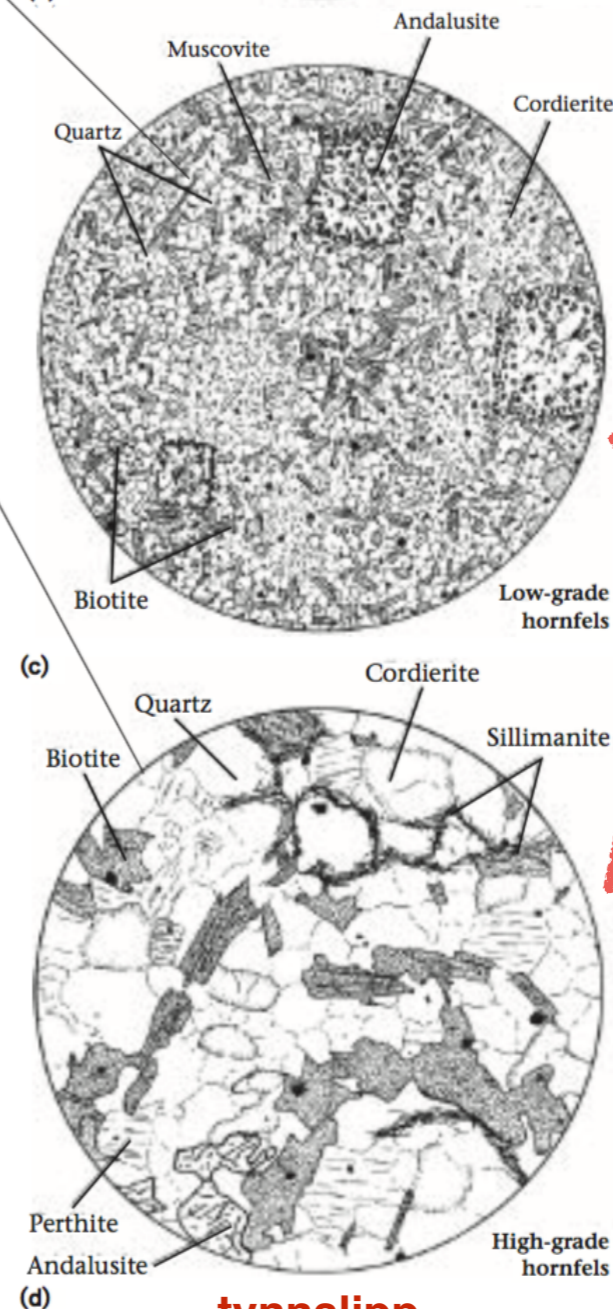 Andalusite
Muscovite
Cordierite
Quartz
Biotite
Low-grade
hornfels
(c)
Cordierite
Quartz
Sillimanite
Biotite
Perthite
Andalusite
High-grade
hornfels
(d)